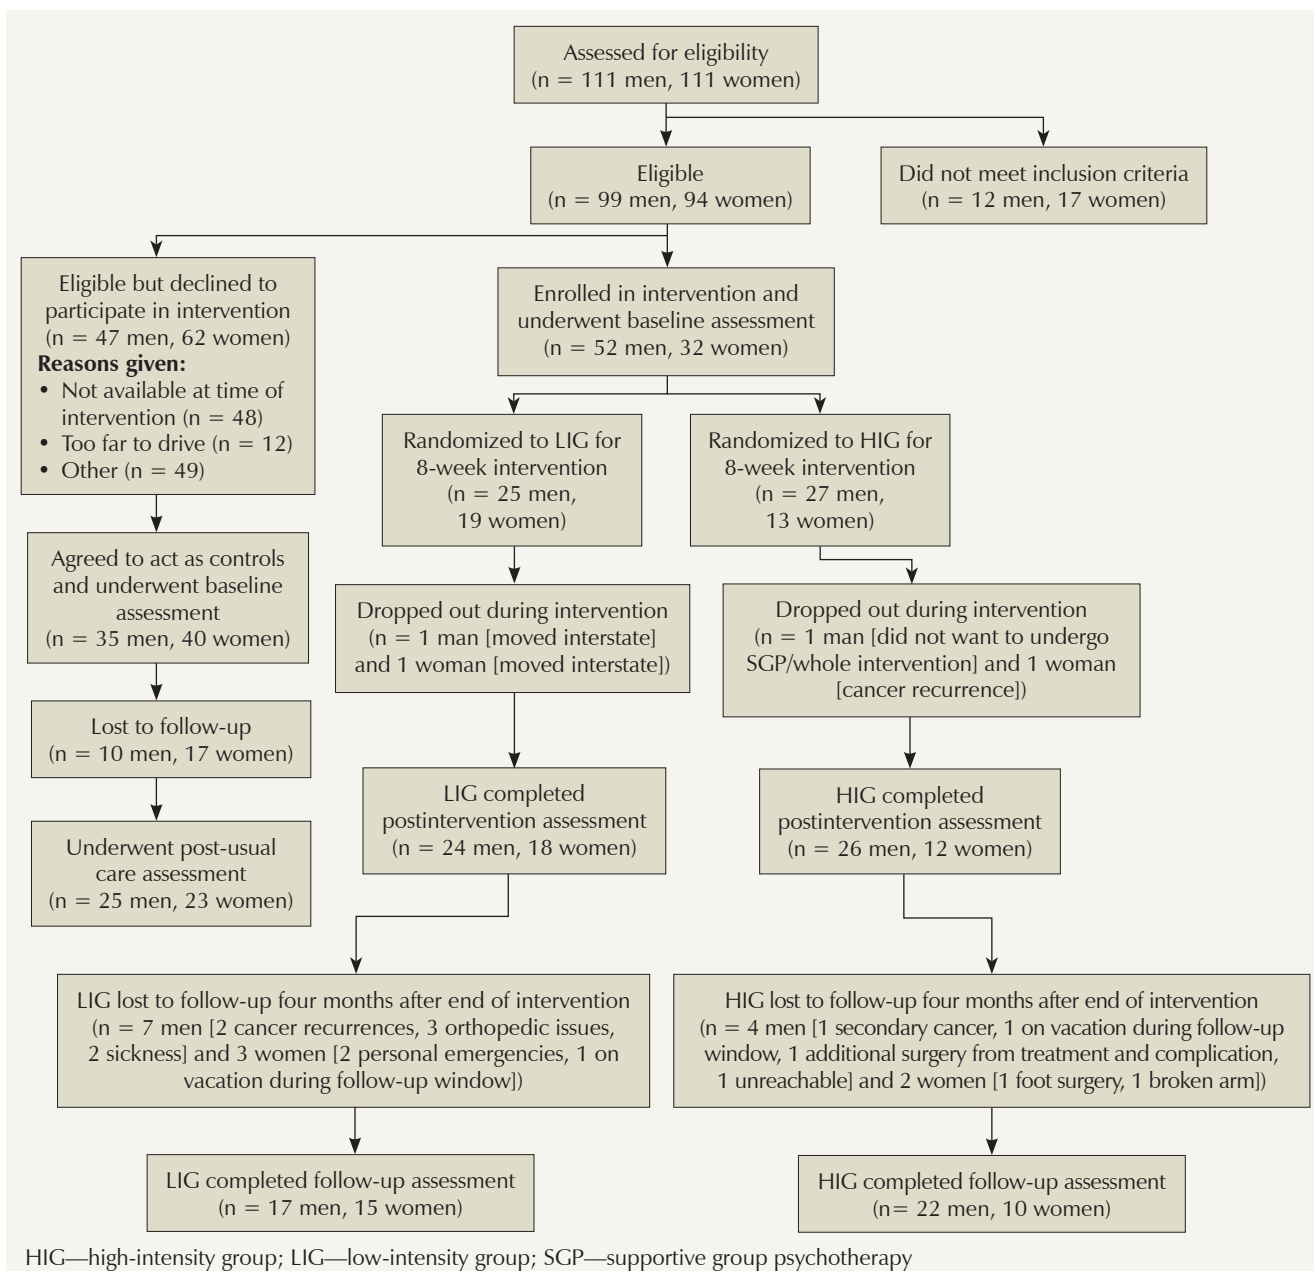 Assessed for eligibility
(n = 111 men, 111 women)
Eligible
(n = 99 men, 94 women)
Did not meet inclusion criteria
(n = 12 men, 17 women)
Eligible but declined to
participate in intervention
(n = 47 men, 62 women)
Reasons given:
• Not available at time of
intervention (n = 48)
• Too far to drive (n = 12)
• Other (n = 49)
Enrolled in intervention and
underwent baseline assessment
(n = 52 men, 32 women)
Randomized to LIG for
8-week intervention
(n = 25 men,
19 women)
Randomized to HIG for
8-week intervention
(n = 27 men,
13 women)
Agreed to act as controls
and underwent baseline
assessment
(n = 35 men, 40 women)
Dropped out during intervention
(n = 1 man [moved interstate]
and 1 woman [moved interstate])
Dropped out during intervention
(n = 1 man [did not want to undergo
SGP/whole intervention] and 1 woman
[cancer recurrence])
Lost to follow-up
(n = 10 men, 17 women)
LIG completed
postintervention assessment
(n = 24 men, 18 women)
HIG completed
postintervention assessment
(n = 26 men, 12 women)
Underwent post-usual
care assessment
(n = 25 men, 23 women)
LIG lost to follow-up four months after end of intervention
(n = 7 men [2 cancer recurrences, 3 orthopedic issues,
2 sickness] and 3 women [2 personal emergencies, 1 on
vacation during follow-up window])
HIG lost to follow-up four months after end of intervention
(n = 4 men [1 secondary cancer, 1 on vacation during follow-up
window, 1 additional surgery from treatment and complication,
1 unreachable] and 2 women [1 foot surgery, 1 broken arm])
LIG completed follow-up assessment
(n = 17 men, 15 women)
HIG completed follow-up assessment
(n= 22 men, 10 women)
HIG—high-intensity group; LIG—low-intensity group; SGP—supportive group psychotherapy